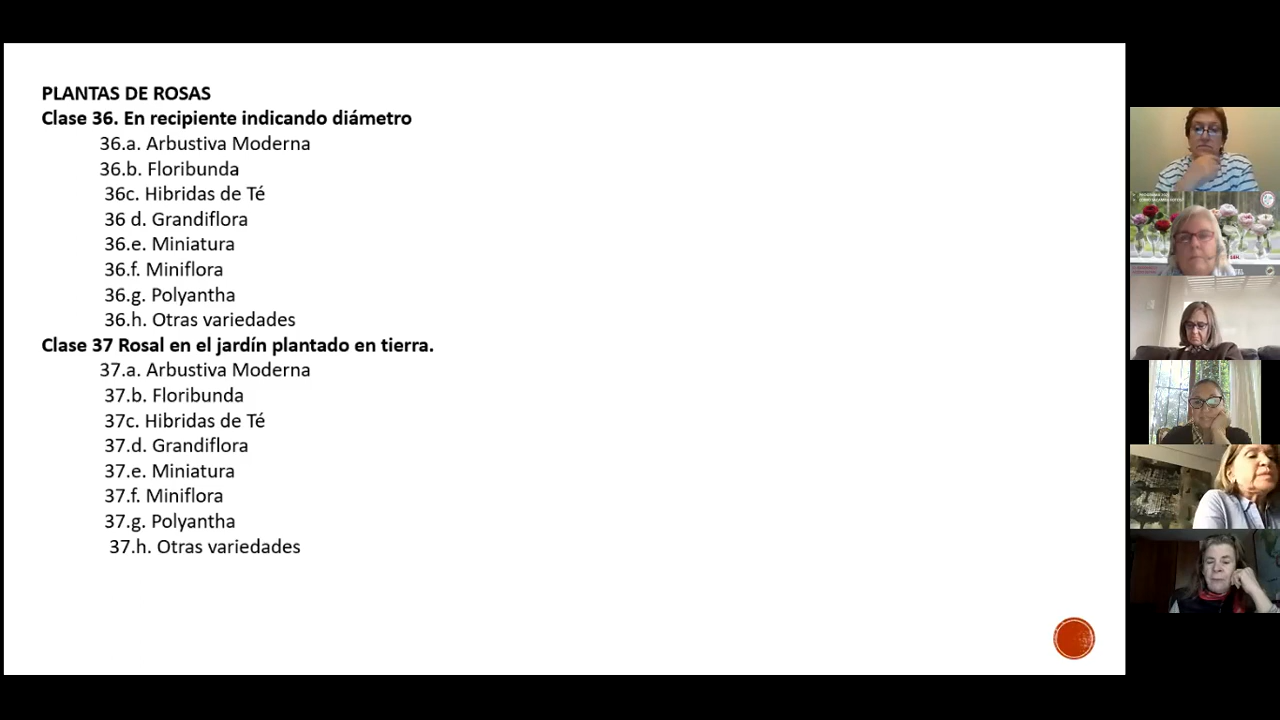 PLANTAS DE ROSAS
Clase 36. En recipiente indicando diámetro
36.a. Arbustiva Moderna
36.b. Floribunda
36c. Hibridas de Té
36 d. Grandiflora
36.e. Miniatura
36.f. Miniflora
36.g. Polyantha
36.h. Otras variedades
Clase 37 Rosal en el jardín plantado en tierra.
37.a. Arbustiva Moderna
37.b. Floribunda
37c. Hibridas de Té
37.d. Grandiflora
37.e. Miniatura
37.f. Miniflora
37.g. Polyantha
37.h. Otras variedades